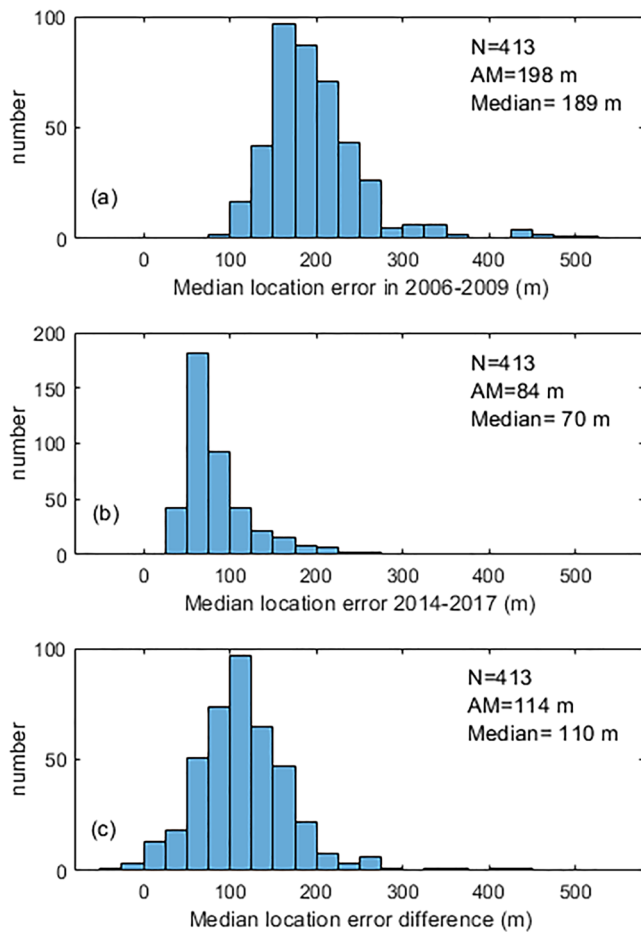 100
50
0
number
N=413
AM=198 m
Median= 189 m
(a)
0 100 200 300 400 500
Median location error in 2006-2009 (m)
200
150
100
50
0
number
N=413
AM=84 m
Median= 70 m
(b)
0 100 200 300 400 500
Median location error 2014-2017 (m)
100
50
0
number
N=413
AM=114 m
Median= 110 m
(c)
0 100 200 300 400 500
Median location error difference (m)